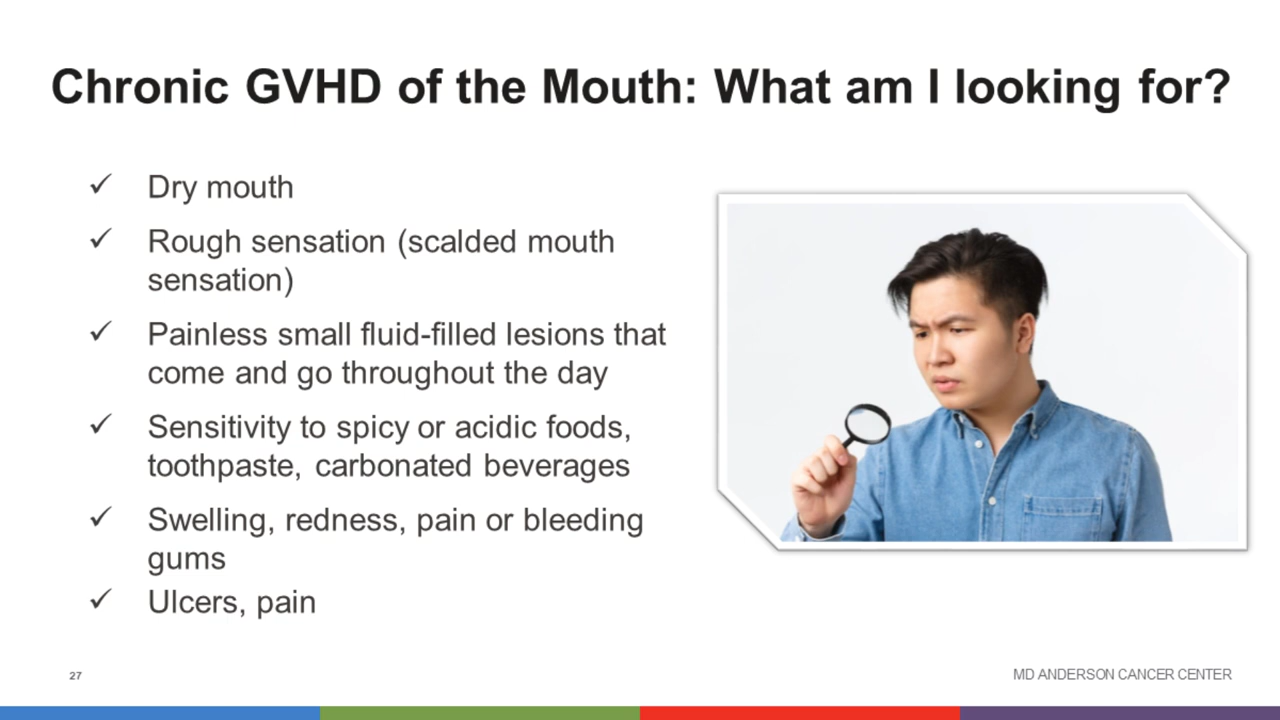 Chronic GVHD of the Mouth: What am I looking for?
✓ Dry mouth
✓ Rough sensation (scalded mouth
sensation)
✓ Painless small fluid-filled lesions that
come and go throughout the day
✓ Sensitivity to spicy or acidic foods,
toothpaste, carbonated beverages
✓ Swelling, redness, pain or bleeding
gums
✓ Ulcers, pain
27
MD ANDERSON CANCER CENTER